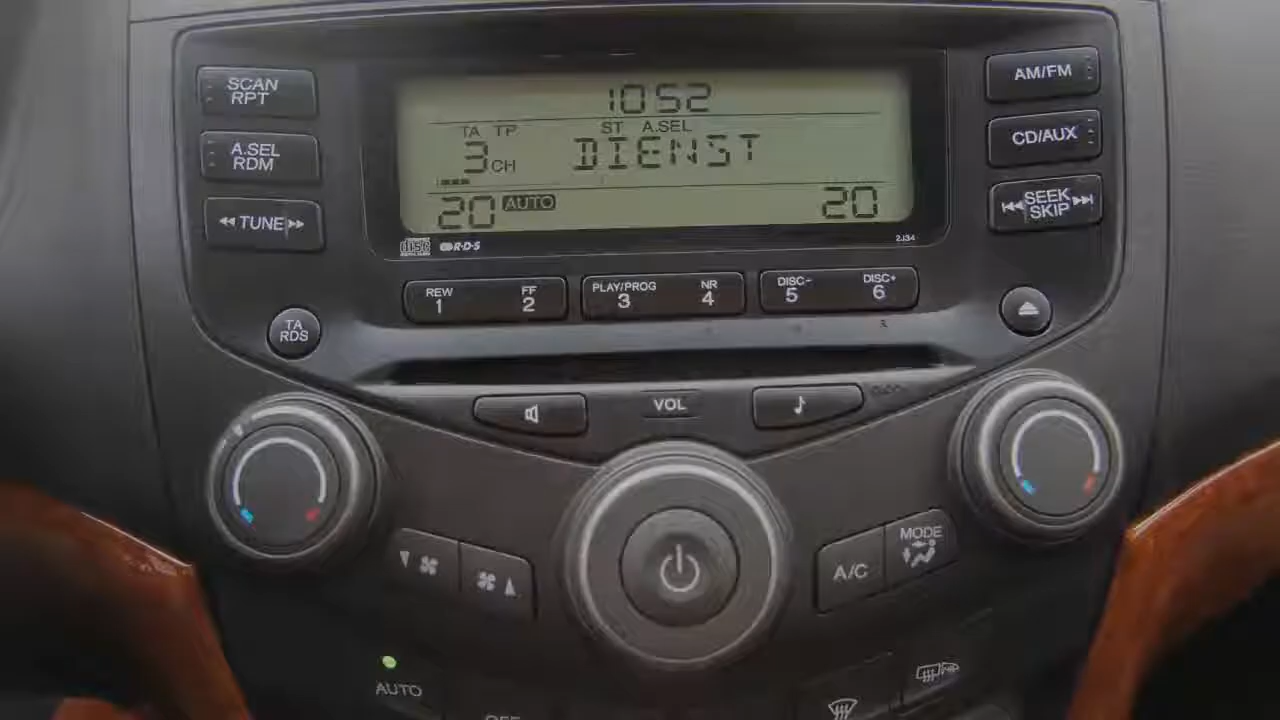 1052
TA TP ST A.SEL
3CH DIENST
20 AUTO 20
R·D·S 2J34
SCAN
RPT
A.SEL
RDM
TUNE
TA
RDS
AM/FM
CD/AUX
SEEK
SKIP
REW
1
FF
2
PLAY/PROG
3
NR
4
DISC-
5
DISC+
6
VOL
A/C
MODE
AUTO